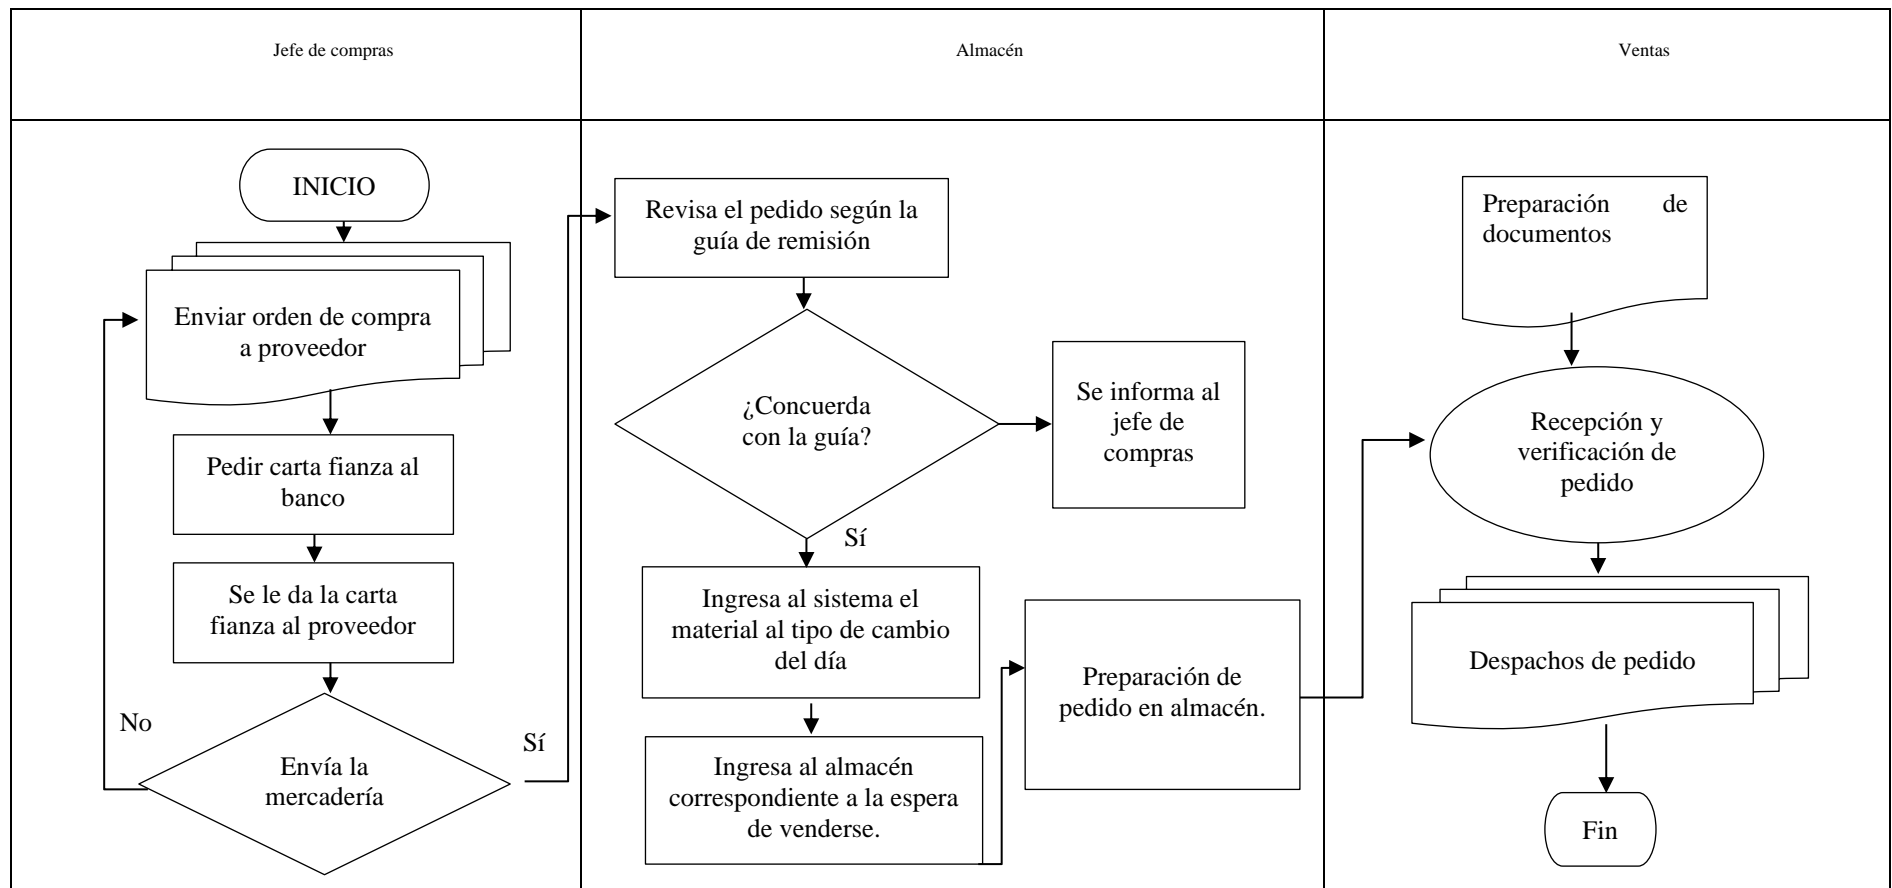 Jefe de compras
Almacén
Ventas
INICIO
Enviar orden de compra
a proveedor
Pedir carta fianza al
banco
Se le da la carta
fianza al proveedor
No
Sí
Envía la
mercadería
Revisa el pedido según la
guía de remisión
¿Concuerda
con la guía?
Se informa al
jefe de
compras
Sí
Ingresa al sistema el
material al tipo de cambio
del día
Ingresa al almacén
correspondiente a la espera
de venderse.
Preparación de
pedido en almacén.
Preparación de
documentos
Recepción y
verificación de
pedido
Despachos de pedido
Fin